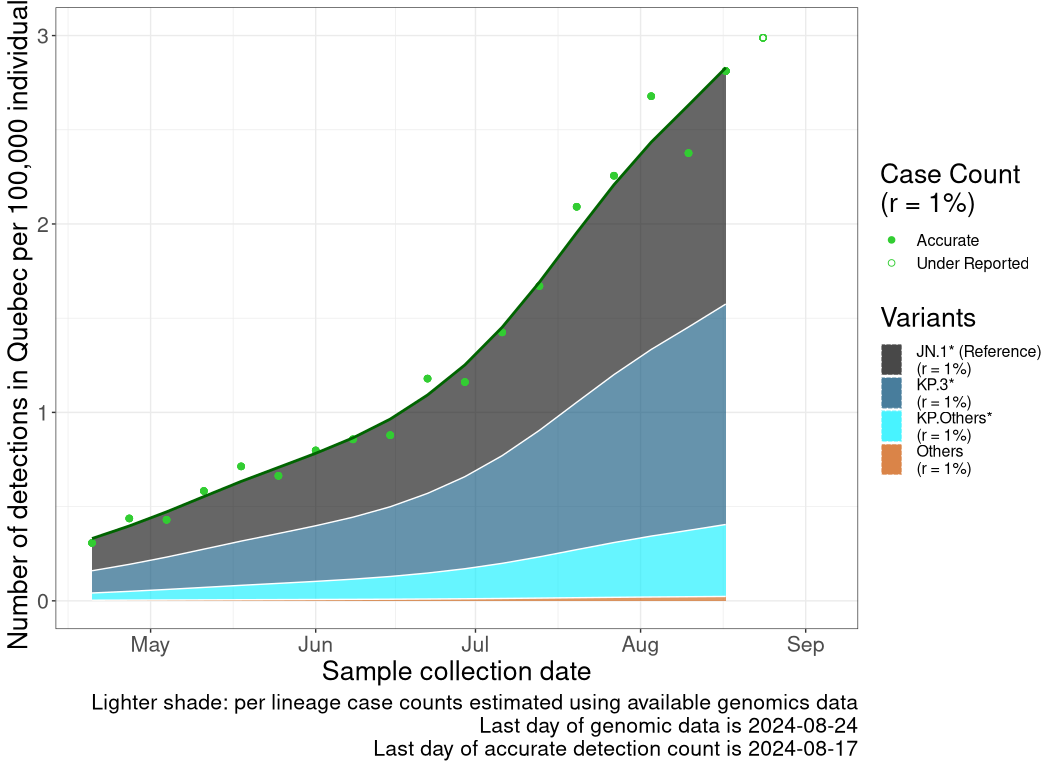 Number of detections in Quebec per 100,000 individual
3
2
1
0
May
Jun
Jul
Aug
Sep
Sample collection date
Lighter shade: per lineage case counts estimated using available genomics data
Last day of genomic data is 2024-08-24
Last day of accurate detection count is 2024-08-17
Case Count
(r = 1%)
Accurate
Under Reported
Variants
JN.1* (Reference)
(r = 1%)
KP.3*
(r = 1%)
KP.Others*
(r = 1%)
Others
(r = 1%)